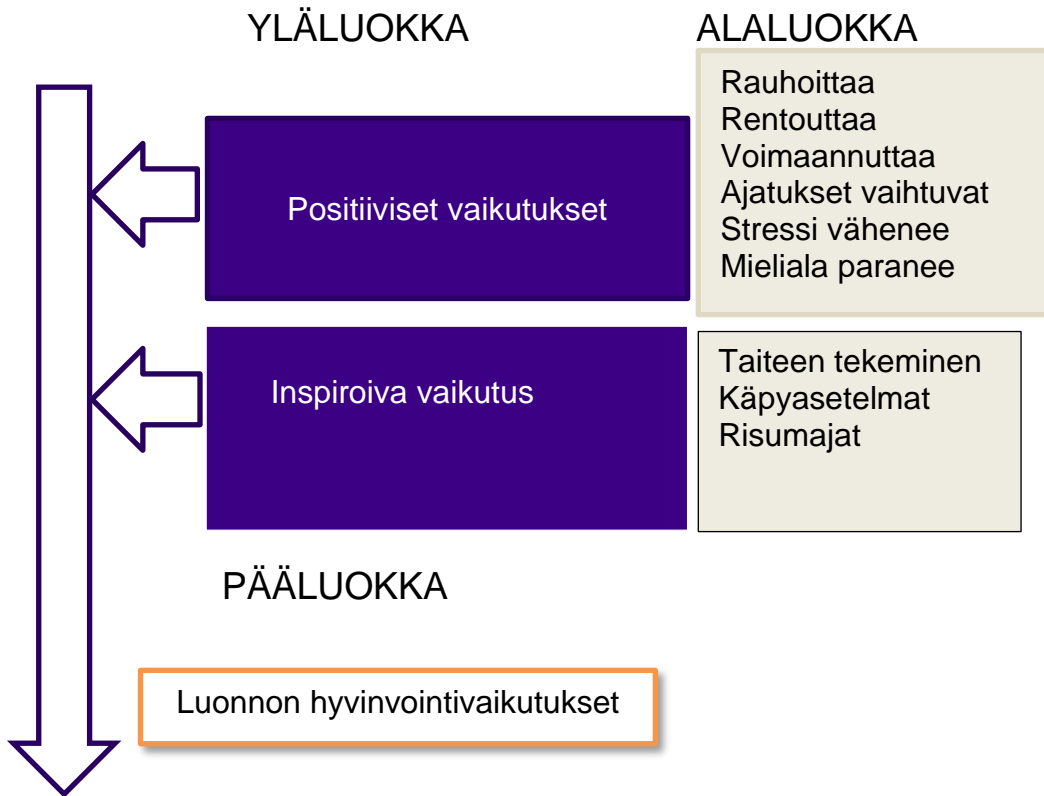 YLÄLUOKKA
ALALUOKKA
Positiiviset vaikutukset
Rauhoittaa
Rentouttaa
Voimaannuttaa
Ajatukset vaihtuvat
Stressi vähenee
Mieliala paranee
Inspiroiva vaikutus
Taiteen tekeminen
Käpyasetelmat
Risumajat
PÄÄLUOKKA
Luonnon hyvinvointivaikutukset